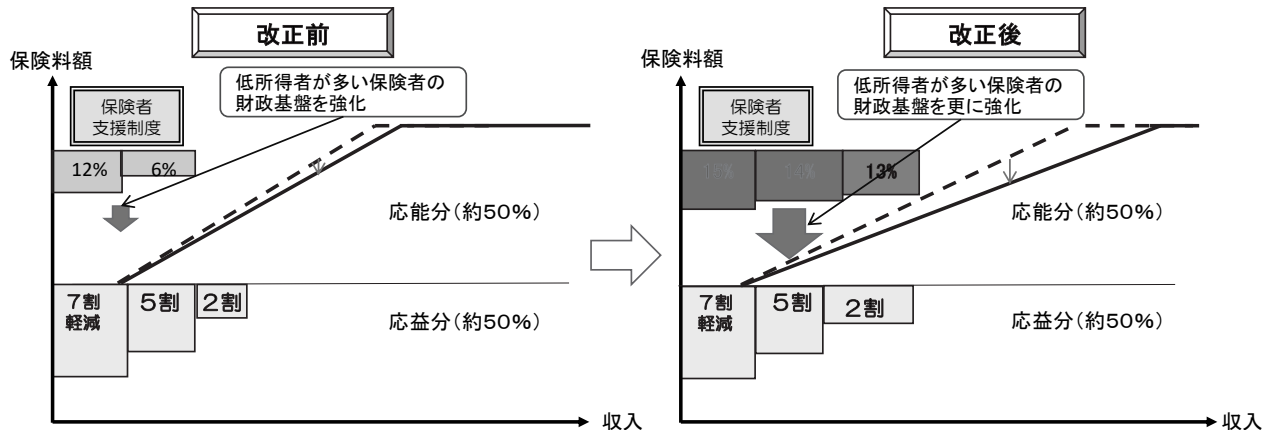 改正前
保険料額
低所得者が多い保険者の
財政基盤を強化
保険者
支援制度
12%
6%
応能分(約50%)
7割
軽減
5割
2割
応益分(約50%)
収入
改正後
保険料額
低所得者が多い保険者の
財政基盤を更に強化
保険者
支援制度
15%
14%
13%
応能分(約50%)
7割
軽減
5割
2割
応益分(約50%)
収入